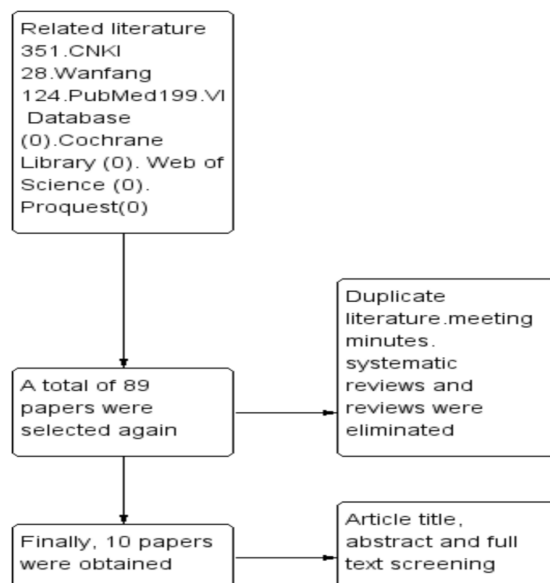 Related literature
351.CNKI
28.Wanfang
124.PubMed199.VI
Database
(0).Cochrane
Library (0). Web of
Science (0).
Proquest(0)
Duplicate
literature.meeting
minutes.
systematic
reviews and
reviews were
eliminated
A total of 89
papers were
selected again
Finally, 10 papers
were obtained
Article title,
abstract and full
text screening